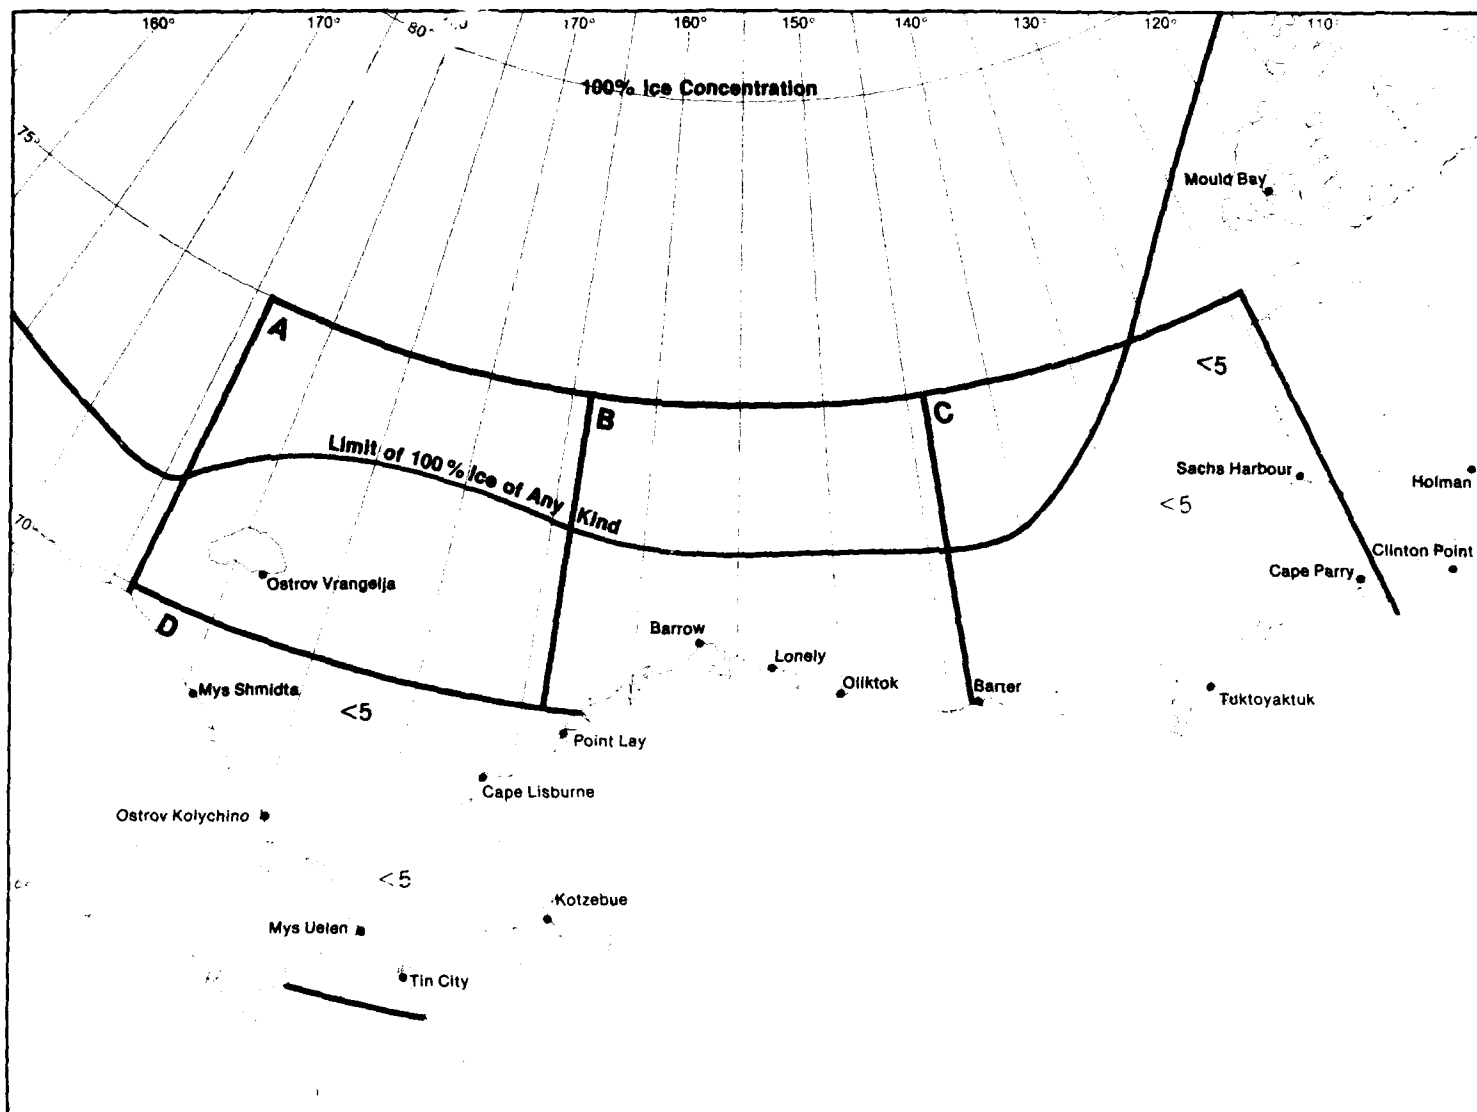 160° 170° 80° 170° 160° 150° 140° 130° 120° 110°
100% Ice Concentration
75°
Mould Bay
A
<5
B
C
Limit of 100% Ice of Any Kind
Sachs Harbour
Holman
<5
70°
Clinton Point
Cape Parry
Ostrov Vrangelja
D
Barrow
Lonely
Oliktok
Barter
Tuktoyaktuk
Mys Shmidta
<5
Point Lay
Cape Lisburne
Ostrov Kolychino
<5
Kotzebue
Mys Uelen
Tin City